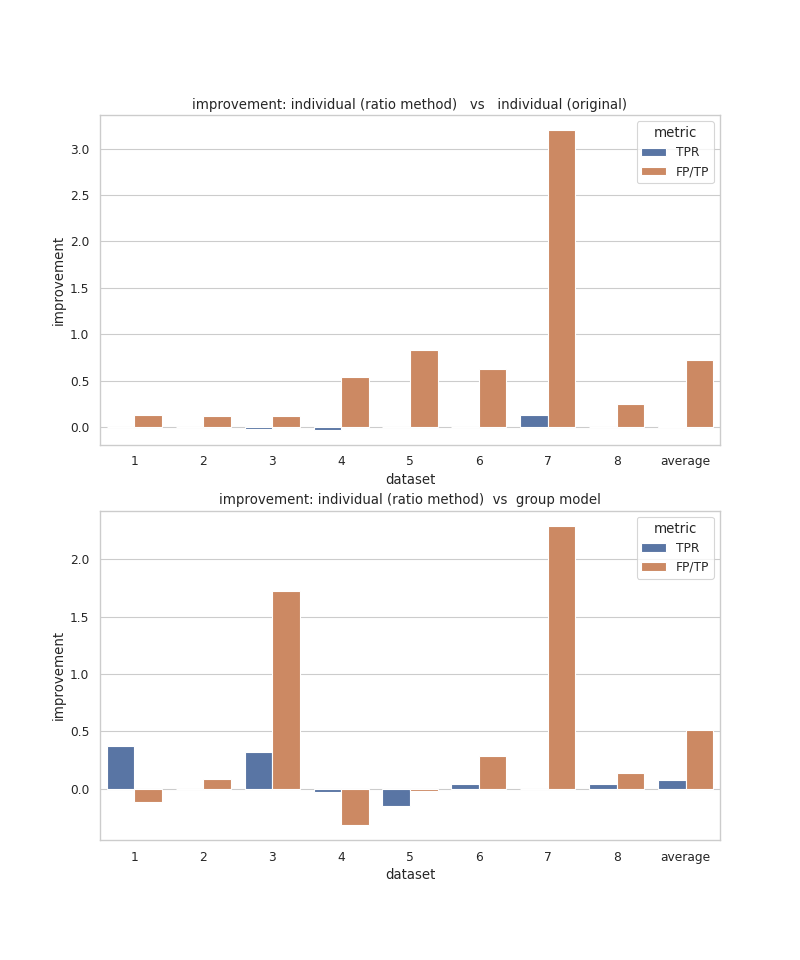 improvement: individual (ratio method)   vs   individual (original)
metric
TPR
FP/TP
improvement
3.0
2.5
2.0
1.5
1.0
0.5
0.0
1 2 3 4 5 6 7 8 average
dataset
improvement: individual (ratio method)  vs  group model
metric
TPR
FP/TP
improvement
2.0
1.5
1.0
0.5
0.0
1 2 3 4 5 6 7 8 average
dataset